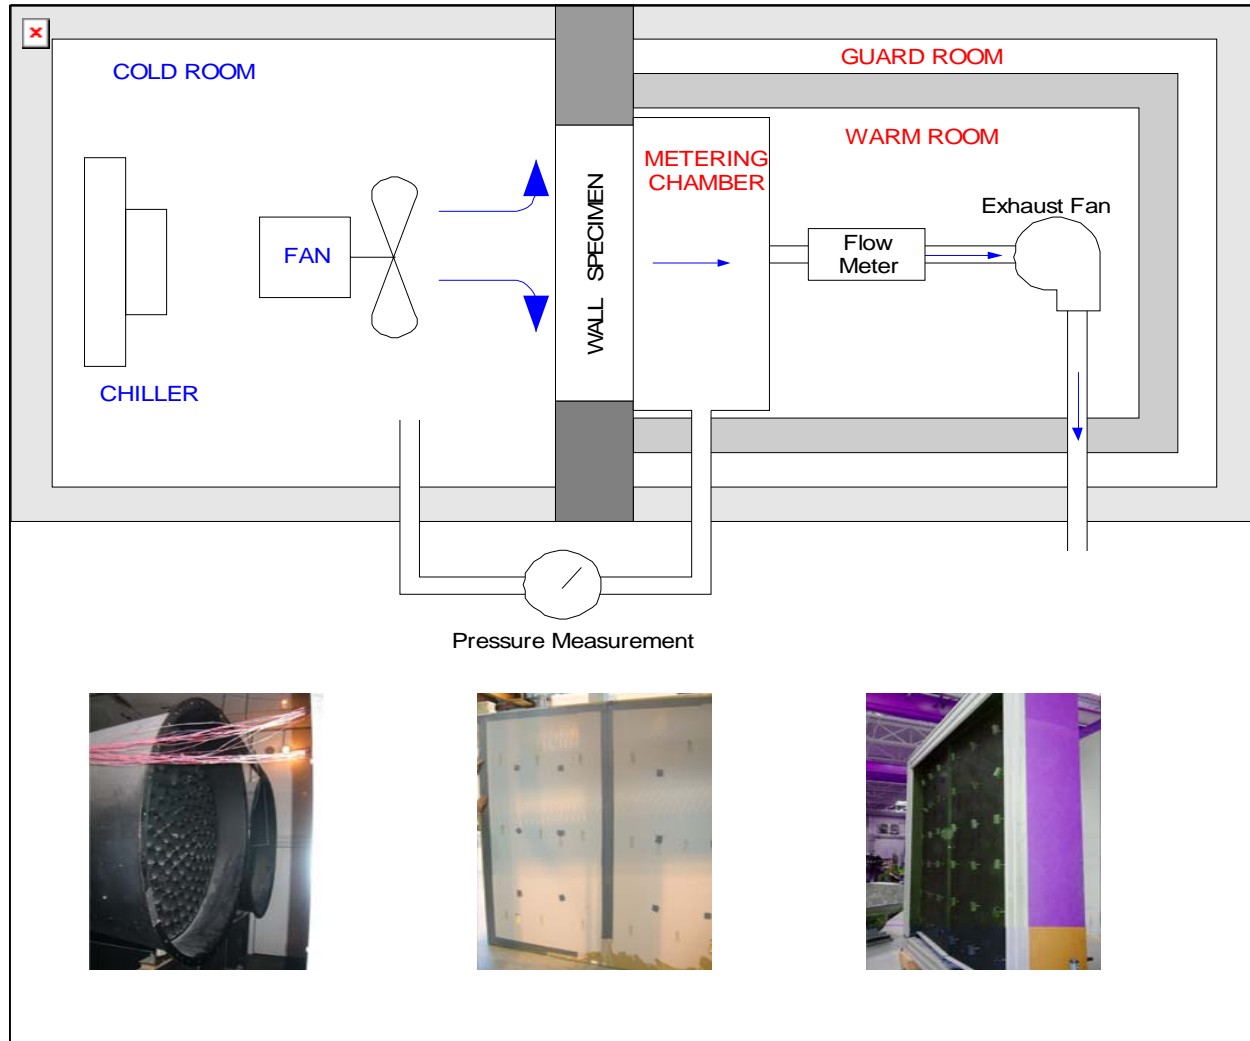 COLD ROOM
GUARD ROOM
WARM ROOM
METERING
CHAMBER
WALL SPECIMEN
Exhaust Fan
FAN
Flow
Meter
CHILLER
Pressure Measurement